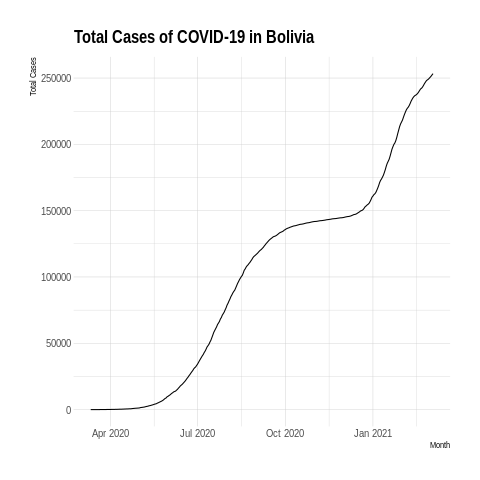 Total Cases of COVID-19 in Bolivia
Total Cases
250000
200000
150000
100000
50000
0
Apr 2020 Jul 2020 Oct 2020 Jan 2021
Month